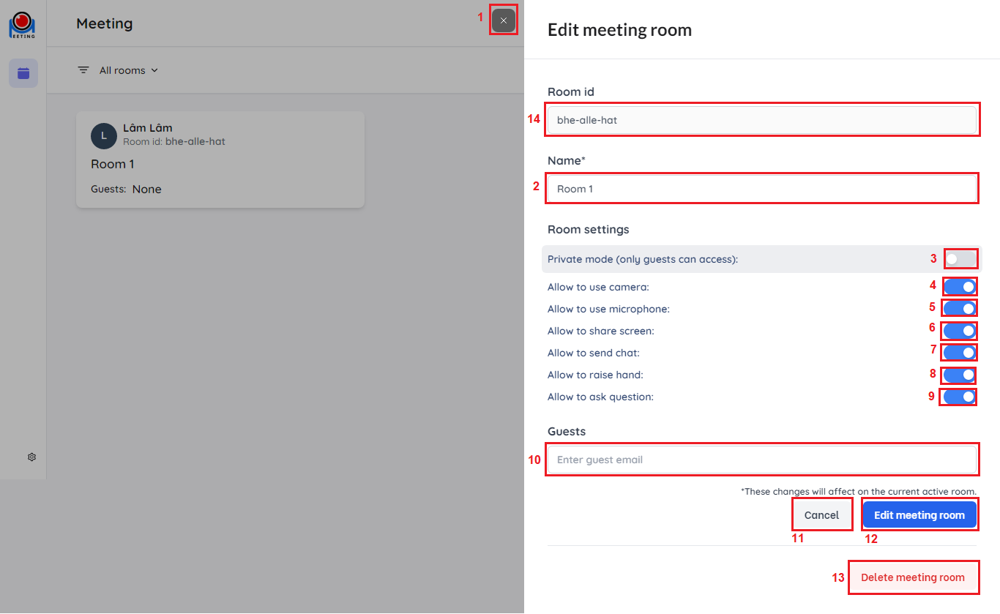 EETING
Meeting
1
×
All rooms
L
Lâm Lâm
Room id: bhe-alle-hat
Room 1
Guests: None
Edit meeting room
Room id
14
bhe-alle-hat
Name*
2
Room 1
Room settings
Private mode (only guests can access):
3
Allow to use camera:
4
Allow to use microphone:
5
Allow to share screen:
6
Allow to send chat:
7
Allow to raise hand:
8
Allow to ask question:
9
Guests
10
Enter guest email
*These changes will affect on the current active room.
Cancel
Edit meeting room
11
12
13
Delete meeting room